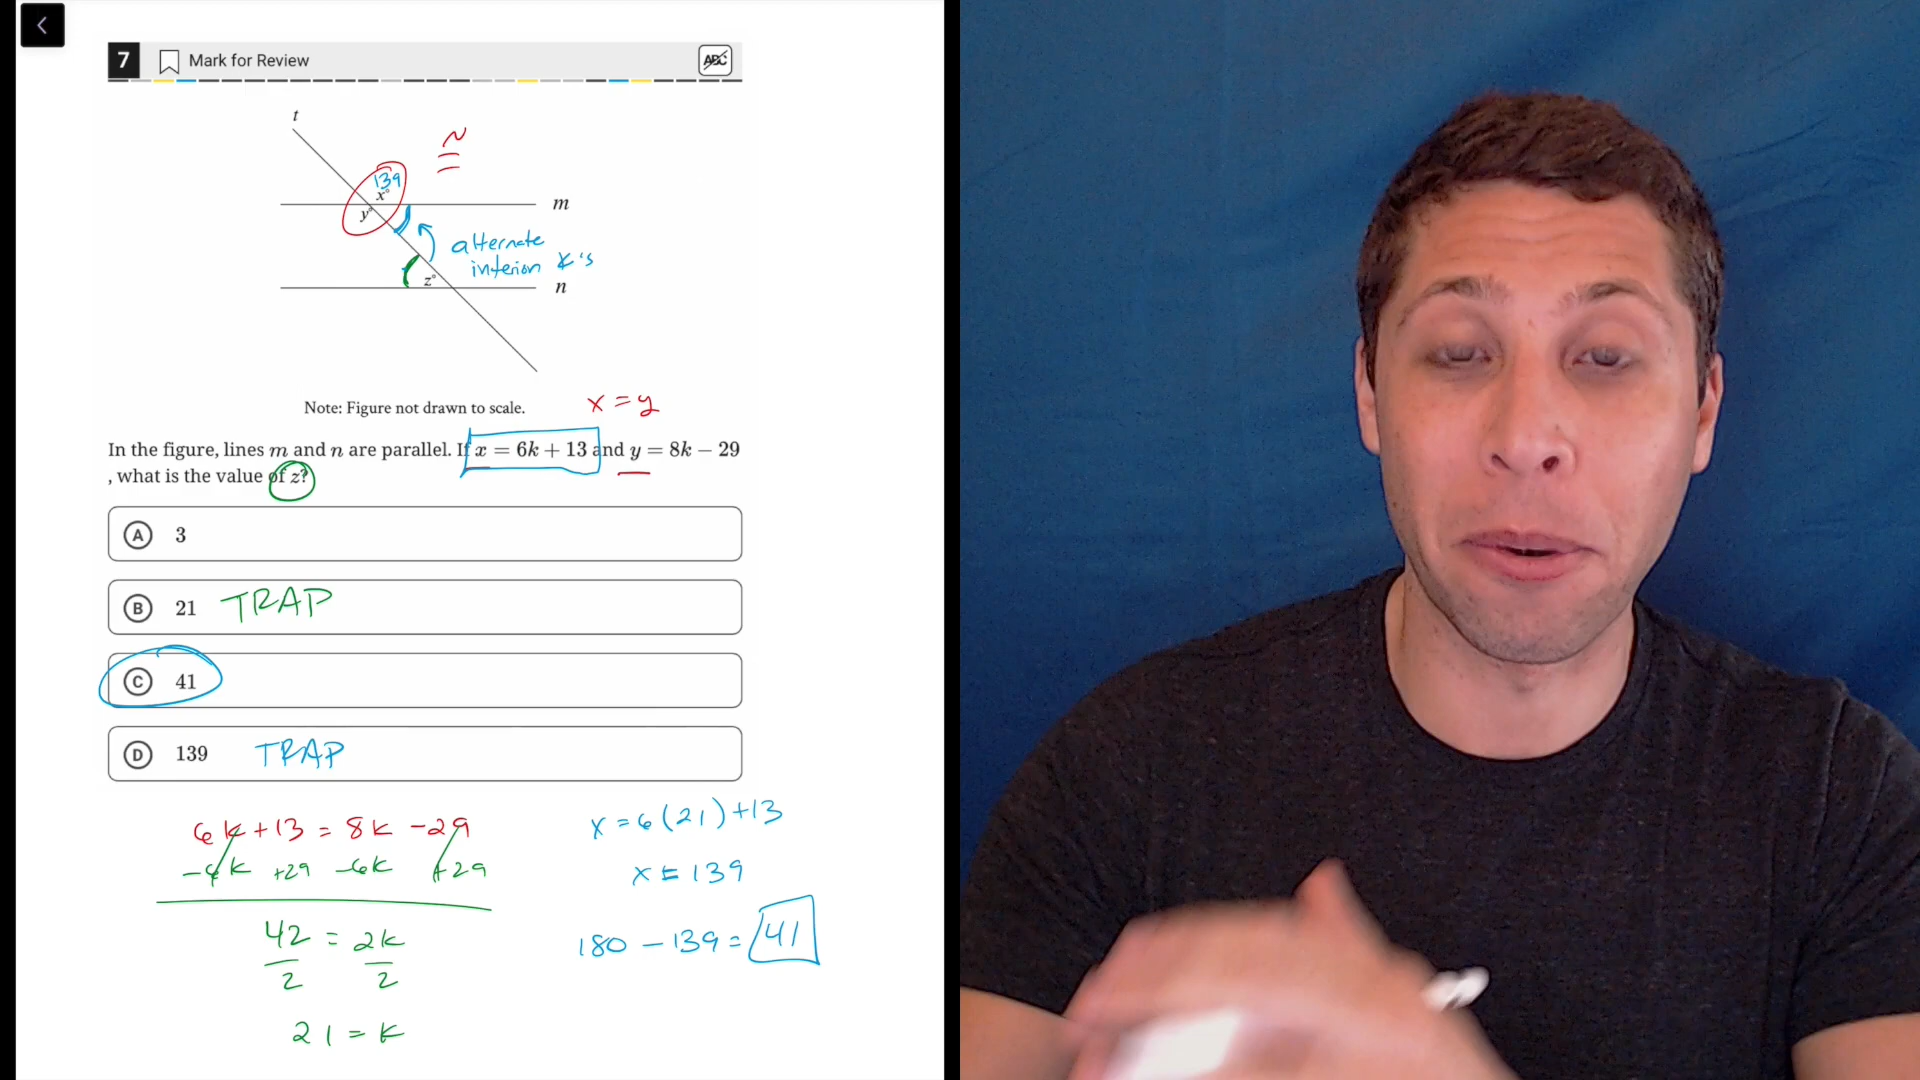 7 Mark for Review ABC
t
≅
139
x°
y°
m
alternate
interior ∠'s
z°
n
Note: Figure not drawn to scale.
x = y
In the figure, lines m and n are parallel. If x = 6k + 13 and y = 8k − 29
, what is the value of z?
A 3
B 21 TRAP
C 41
D 139 TRAP
6k + 13 = 8k − 29
−6k +29 −6k +29
42 = 2k
2 2
21 = k
x = 6(21) + 13
x = 139
180 − 139 = 41